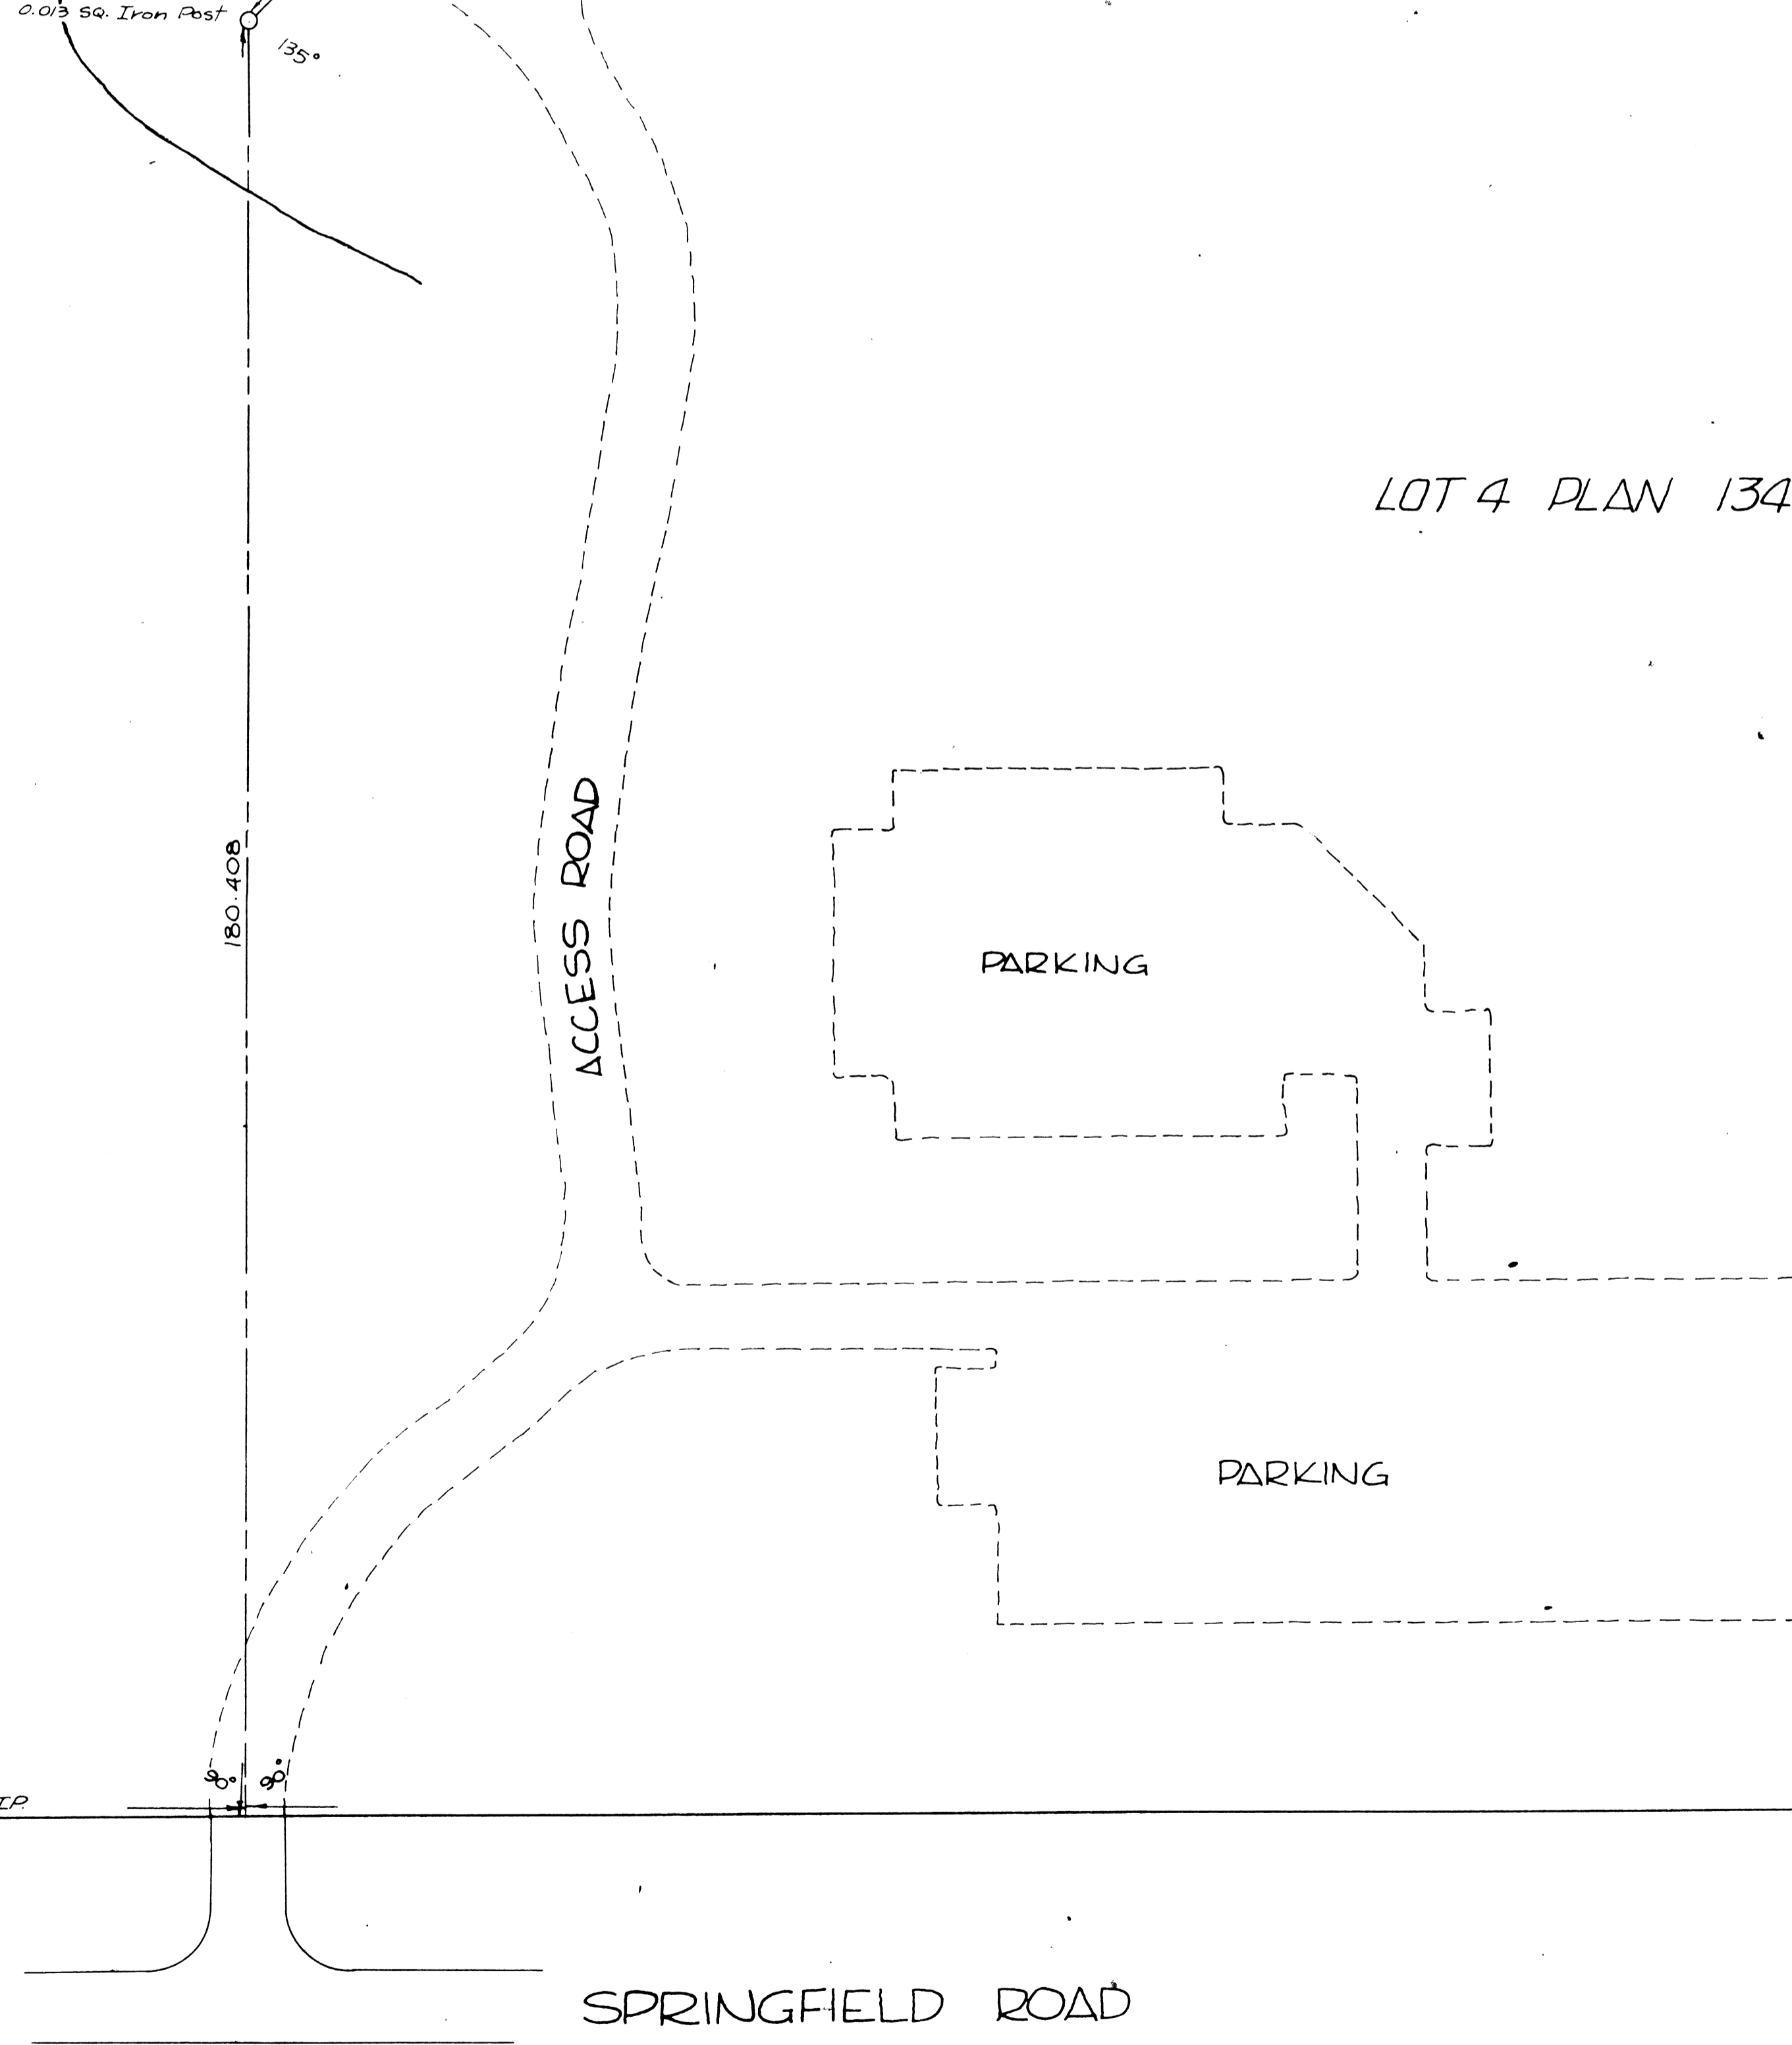 0.013 SQ. Iron Post
135°
LOT 4 PLAN 134
180.408
ACCESS ROAD
PARKING
PARKING
90° 90°
I.P.
SPRINGFIELD ROAD